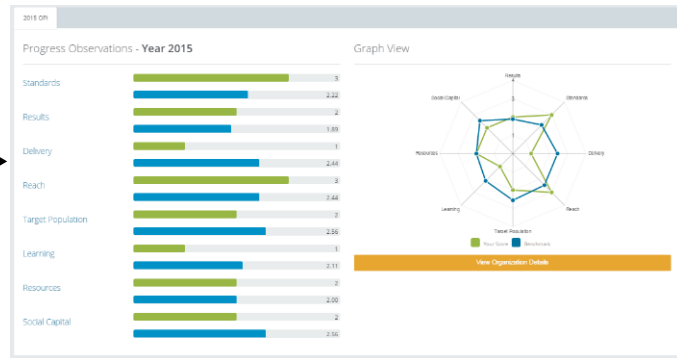 2015 OPI
Progress Observations - Year 2015
Graph View
Standards
3
2.22
Results
2
1.89
Delivery
1
2.44
Reach
3
2.44
Target Population
2
2.56
Learning
1
2.11
Resources
2
2.00
Social Capital
2
2.56
Results
Social Capital
Standards
3
1
Resources
Delivery
Learning
Reach
Target Population
Your Score
Benchmark
View Organization Details